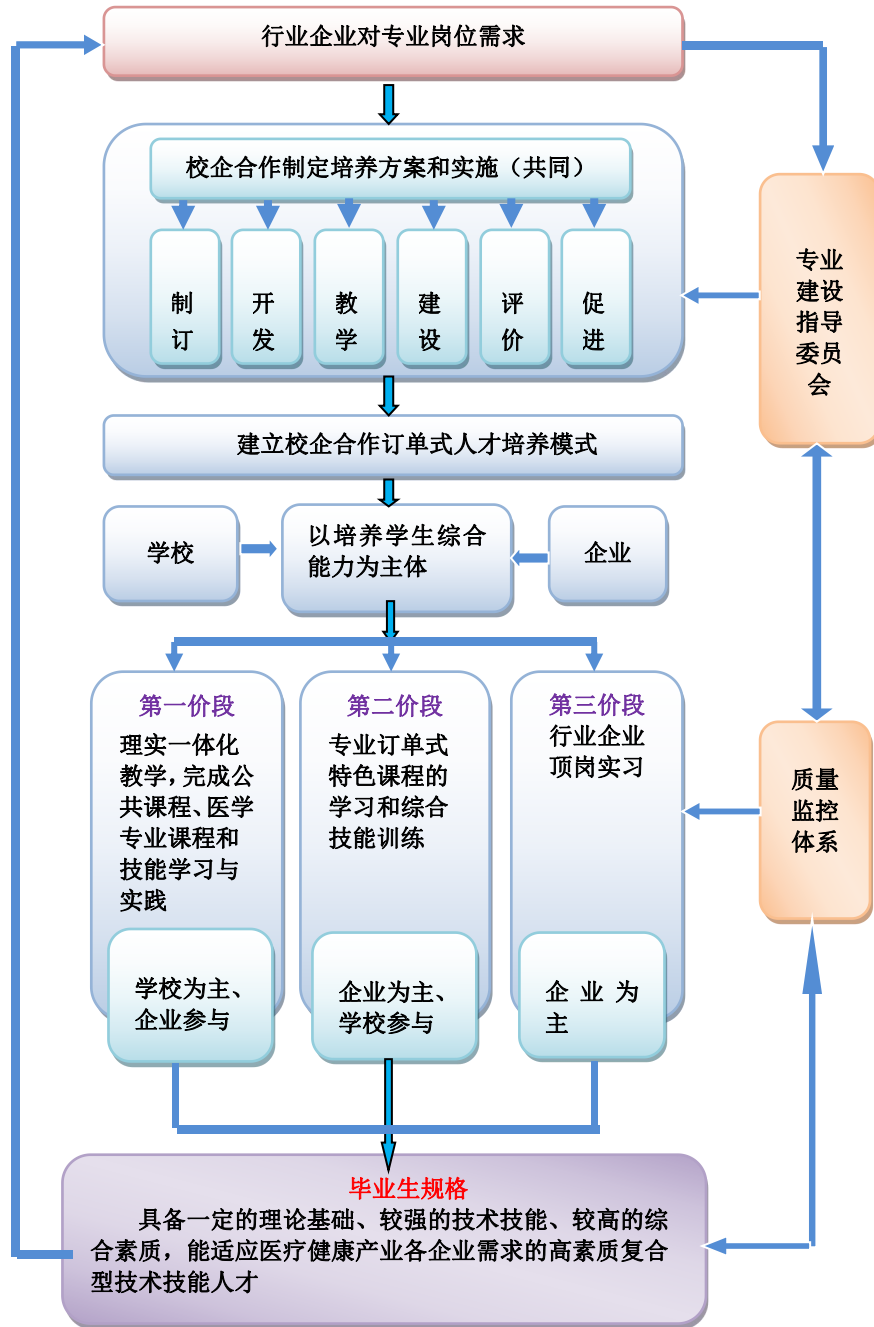 行业企业对专业岗位需求
校企合作制定培养方案和实施（共同）
制订
开发
教学
建设
评价
促进
专业
建设
指导
委员
会
建立校企合作订单式人才培养模式
学校
以培养学生综合
能力为主体
企业
第一阶段
理实一体化
教学，完成公
共课程、医学
专业课程和
技能学习与
实践
学校为主、
企业参与
第二阶段
专业订单式
特色课程的
学习和综合
技能训练
企业为主、
学校参与
第三阶段
行业企业
顶岗实习
企业为
主
质量
监控
体系
毕业生规格
具备一定的理论基础、较强的技术技能、较高的综
合素质，能适应医疗健康产业各企业需求的高素质复合
型技术技能人才